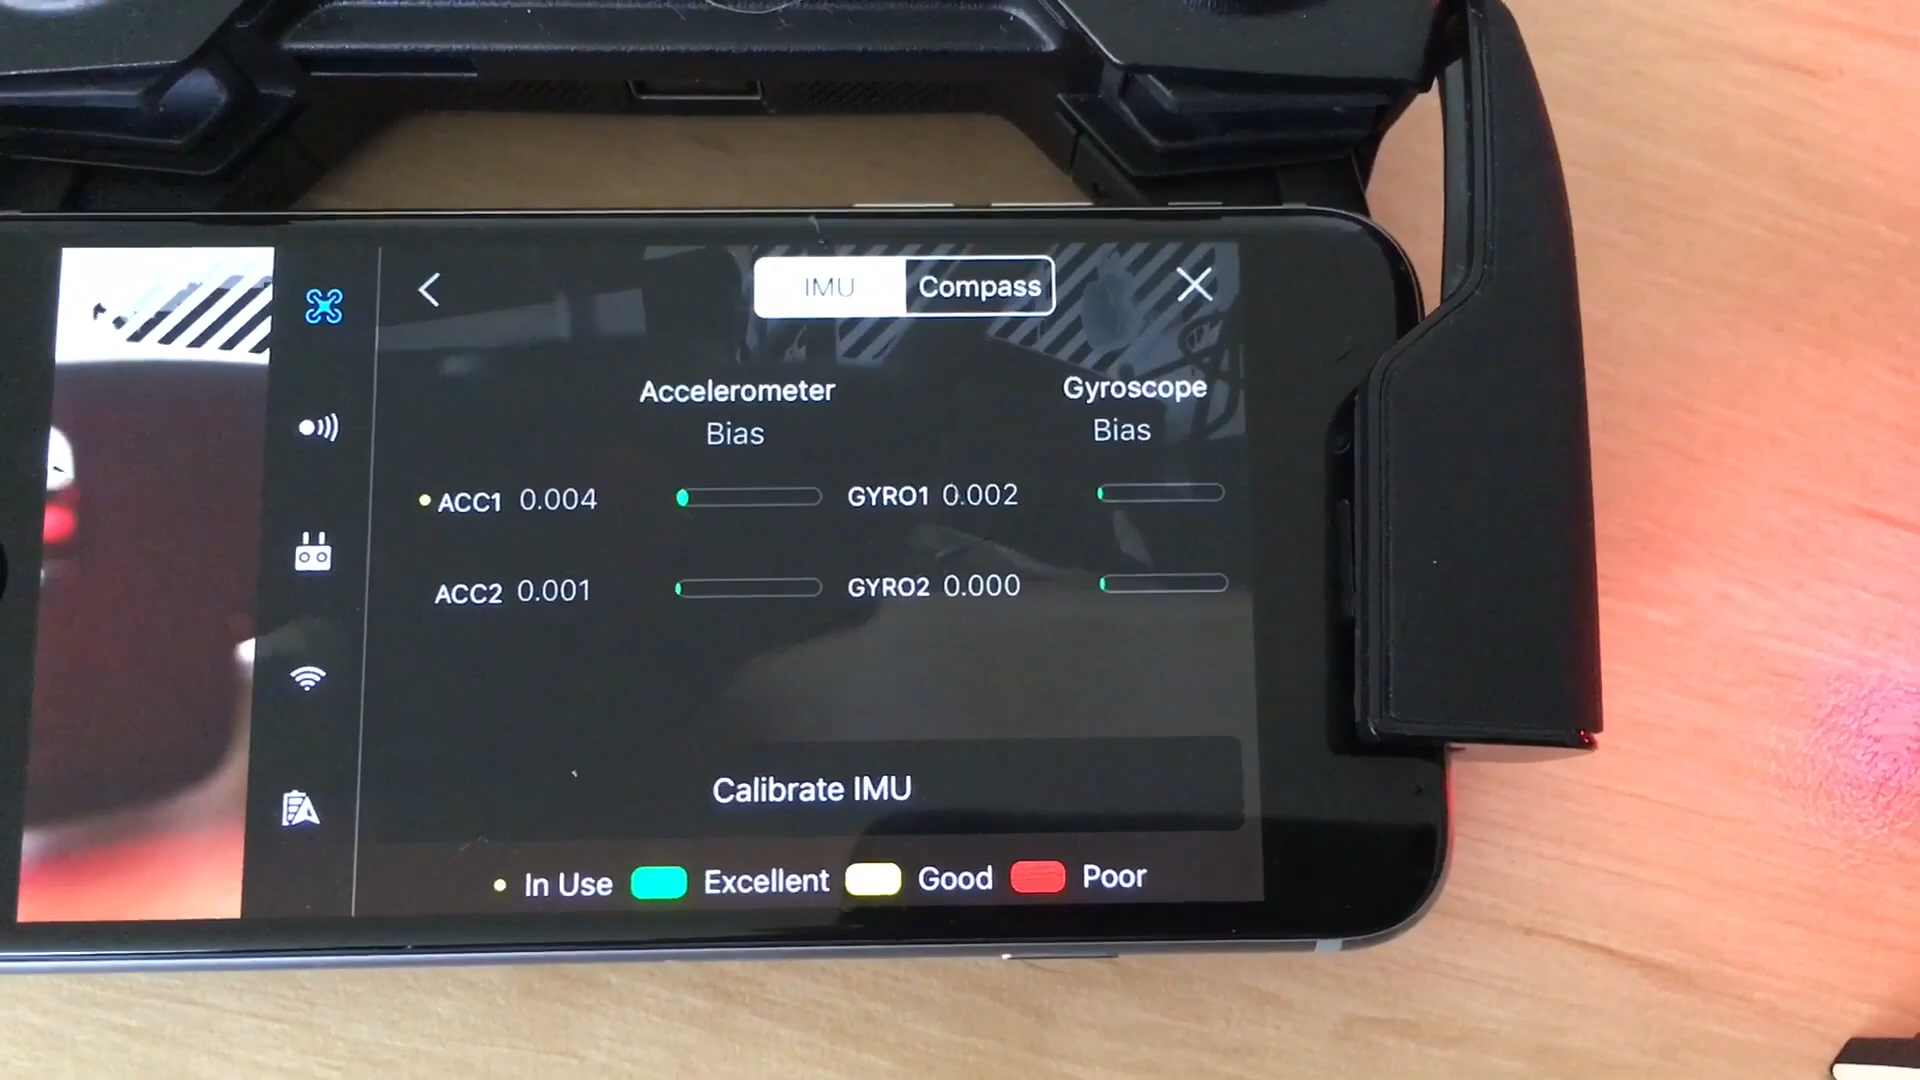 IMU Compass
Accelerometer Gyroscope
Bias Bias
ACC1 0.004 GYRO1 0.002
ACC2 0.001 GYRO2 0.000
Calibrate IMU
In Use Excellent Good Poor